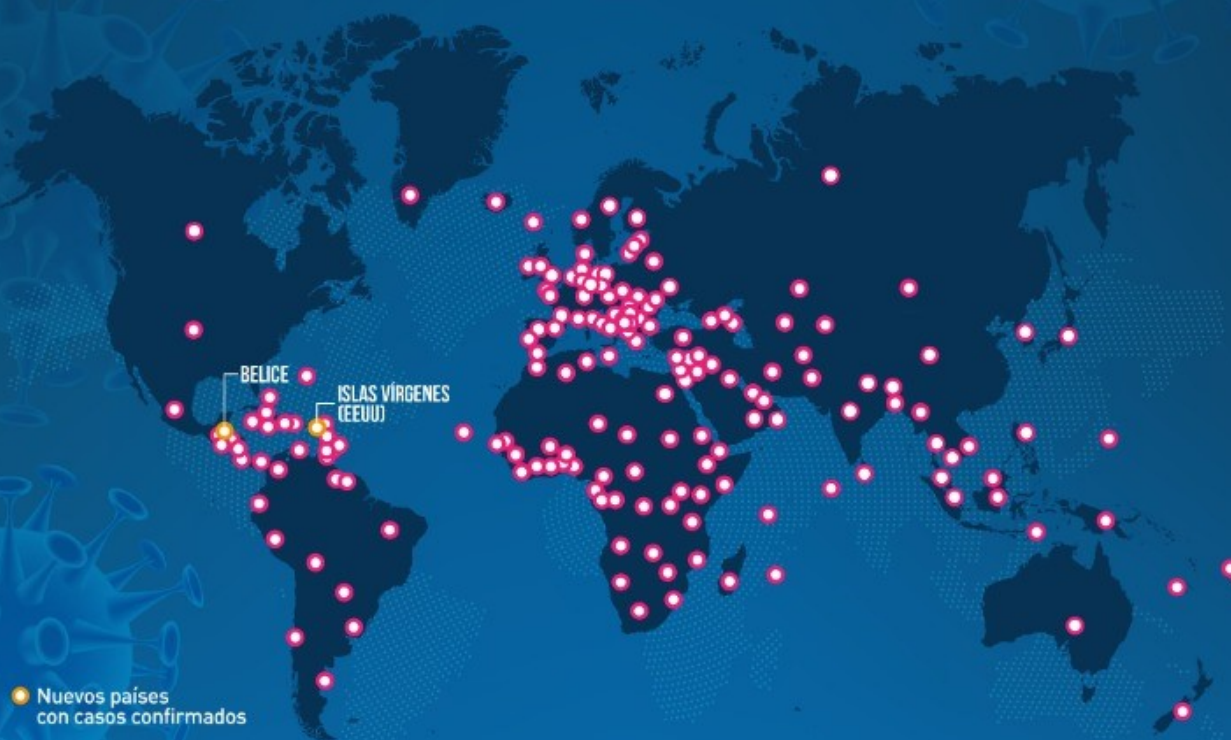 BELICE
ISLAS VÍRGENES
(EEUU)
Nuevos países
con casos confirmados